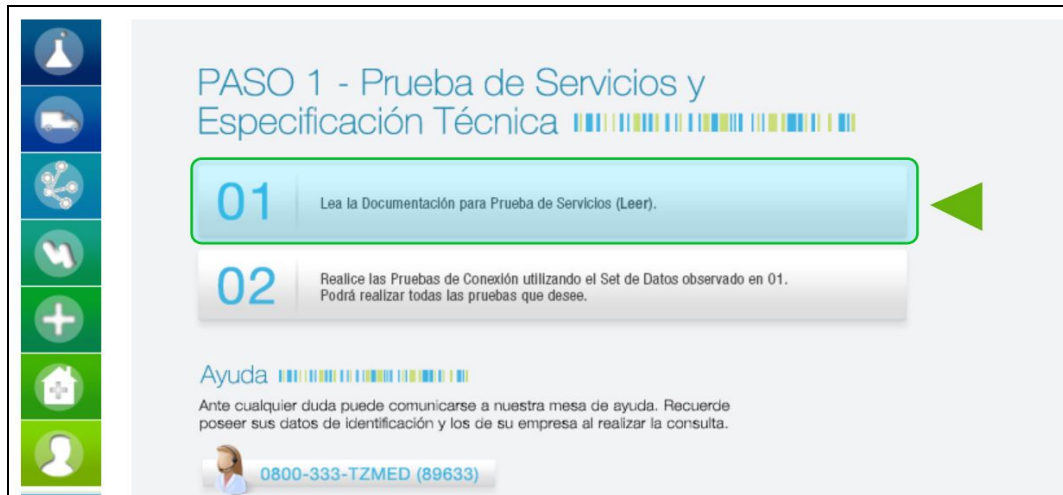 PASO 1 - Prueba de Servicios y
Especificación Técnica
01
Lea la Documentación para Prueba de Servicios (Leer).
02
Realice las Pruebas de Conexión utilizando el Set de Datos observado en 01.
Podrá realizar todas las pruebas que desee.
Ayuda
Ante cualquier duda puede comunicarse a nuestra mesa de ayuda. Recuerde
poseer sus datos de identificación y los de su empresa al realizar la consulta.
0800-333-TZMED (89633)